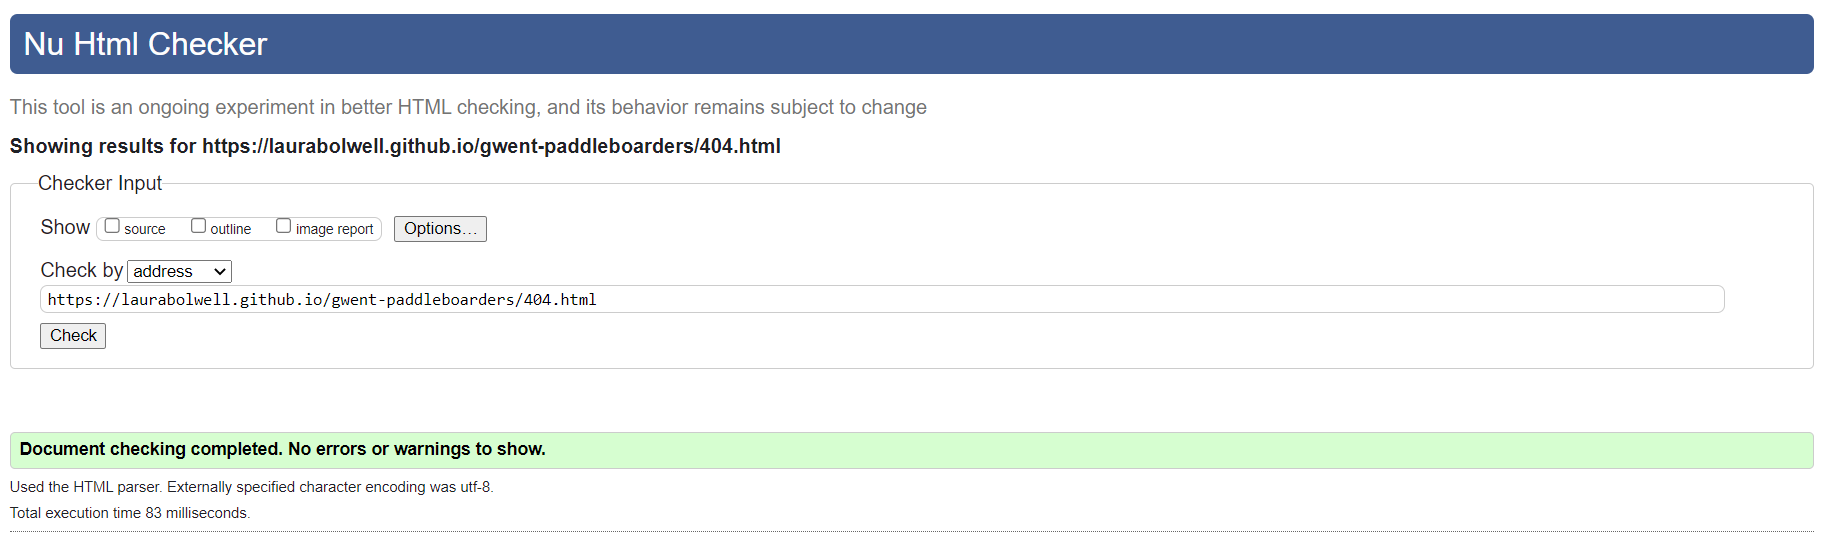 Nu Html Checker
This tool is an ongoing experiment in better HTML checking, and its behavior remains subject to change
Showing results for https://laurabolwell.github.io/gwent-paddleboarders/404.html
Checker Input
Show source outline image report Options...
Check by address
https://laurabolwell.github.io/gwent-paddleboarders/404.html
Check
Document checking completed. No errors or warnings to show.
Used the HTML parser. Externally specified character encoding was utf-8.
Total execution time 83 milliseconds.